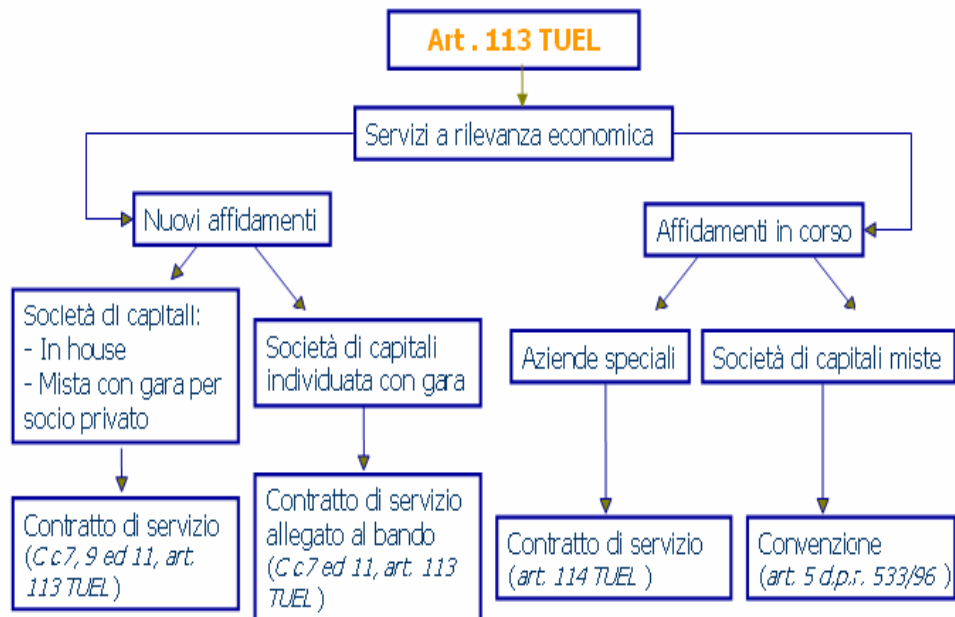 Art . 113 TUEL
Servizi a rilevanza economica
Nuovi affidamenti
Affidamenti in corso
Società di capitali:
- In house
- Mista con gara per
socio privato
Società di capitali
individuata con gara
Aziende speciali
Società di capitali miste
Contratto di servizio
(C c7, 9 ed 11, art.
113 TUEL )
Contratto di servizio
allegato al bando
(C c7 ed 11, art. 113
TUEL )
Contratto di servizio
(art. 114 TUEL )
Convenzione
(art. 5 d.p.r. 533/96 )